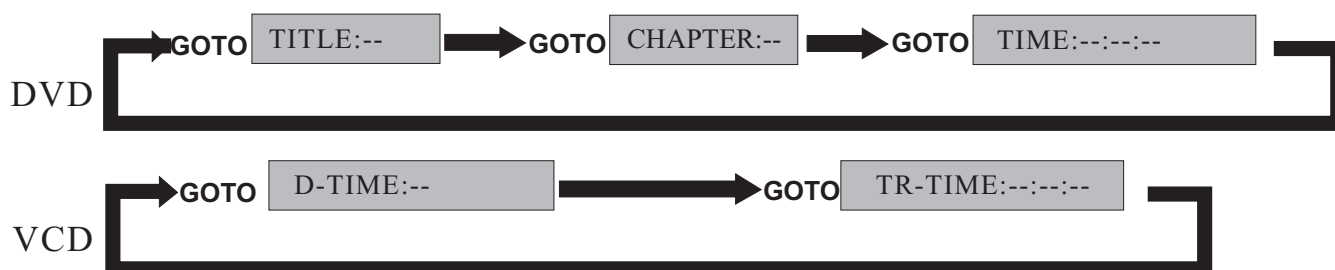 GOTO TITLE:-- GOTO CHAPTER:-- GOTO TIME:--:--:--
DVD
GOTO D-TIME:-- GOTO TR-TIME:--:--:--
VCD